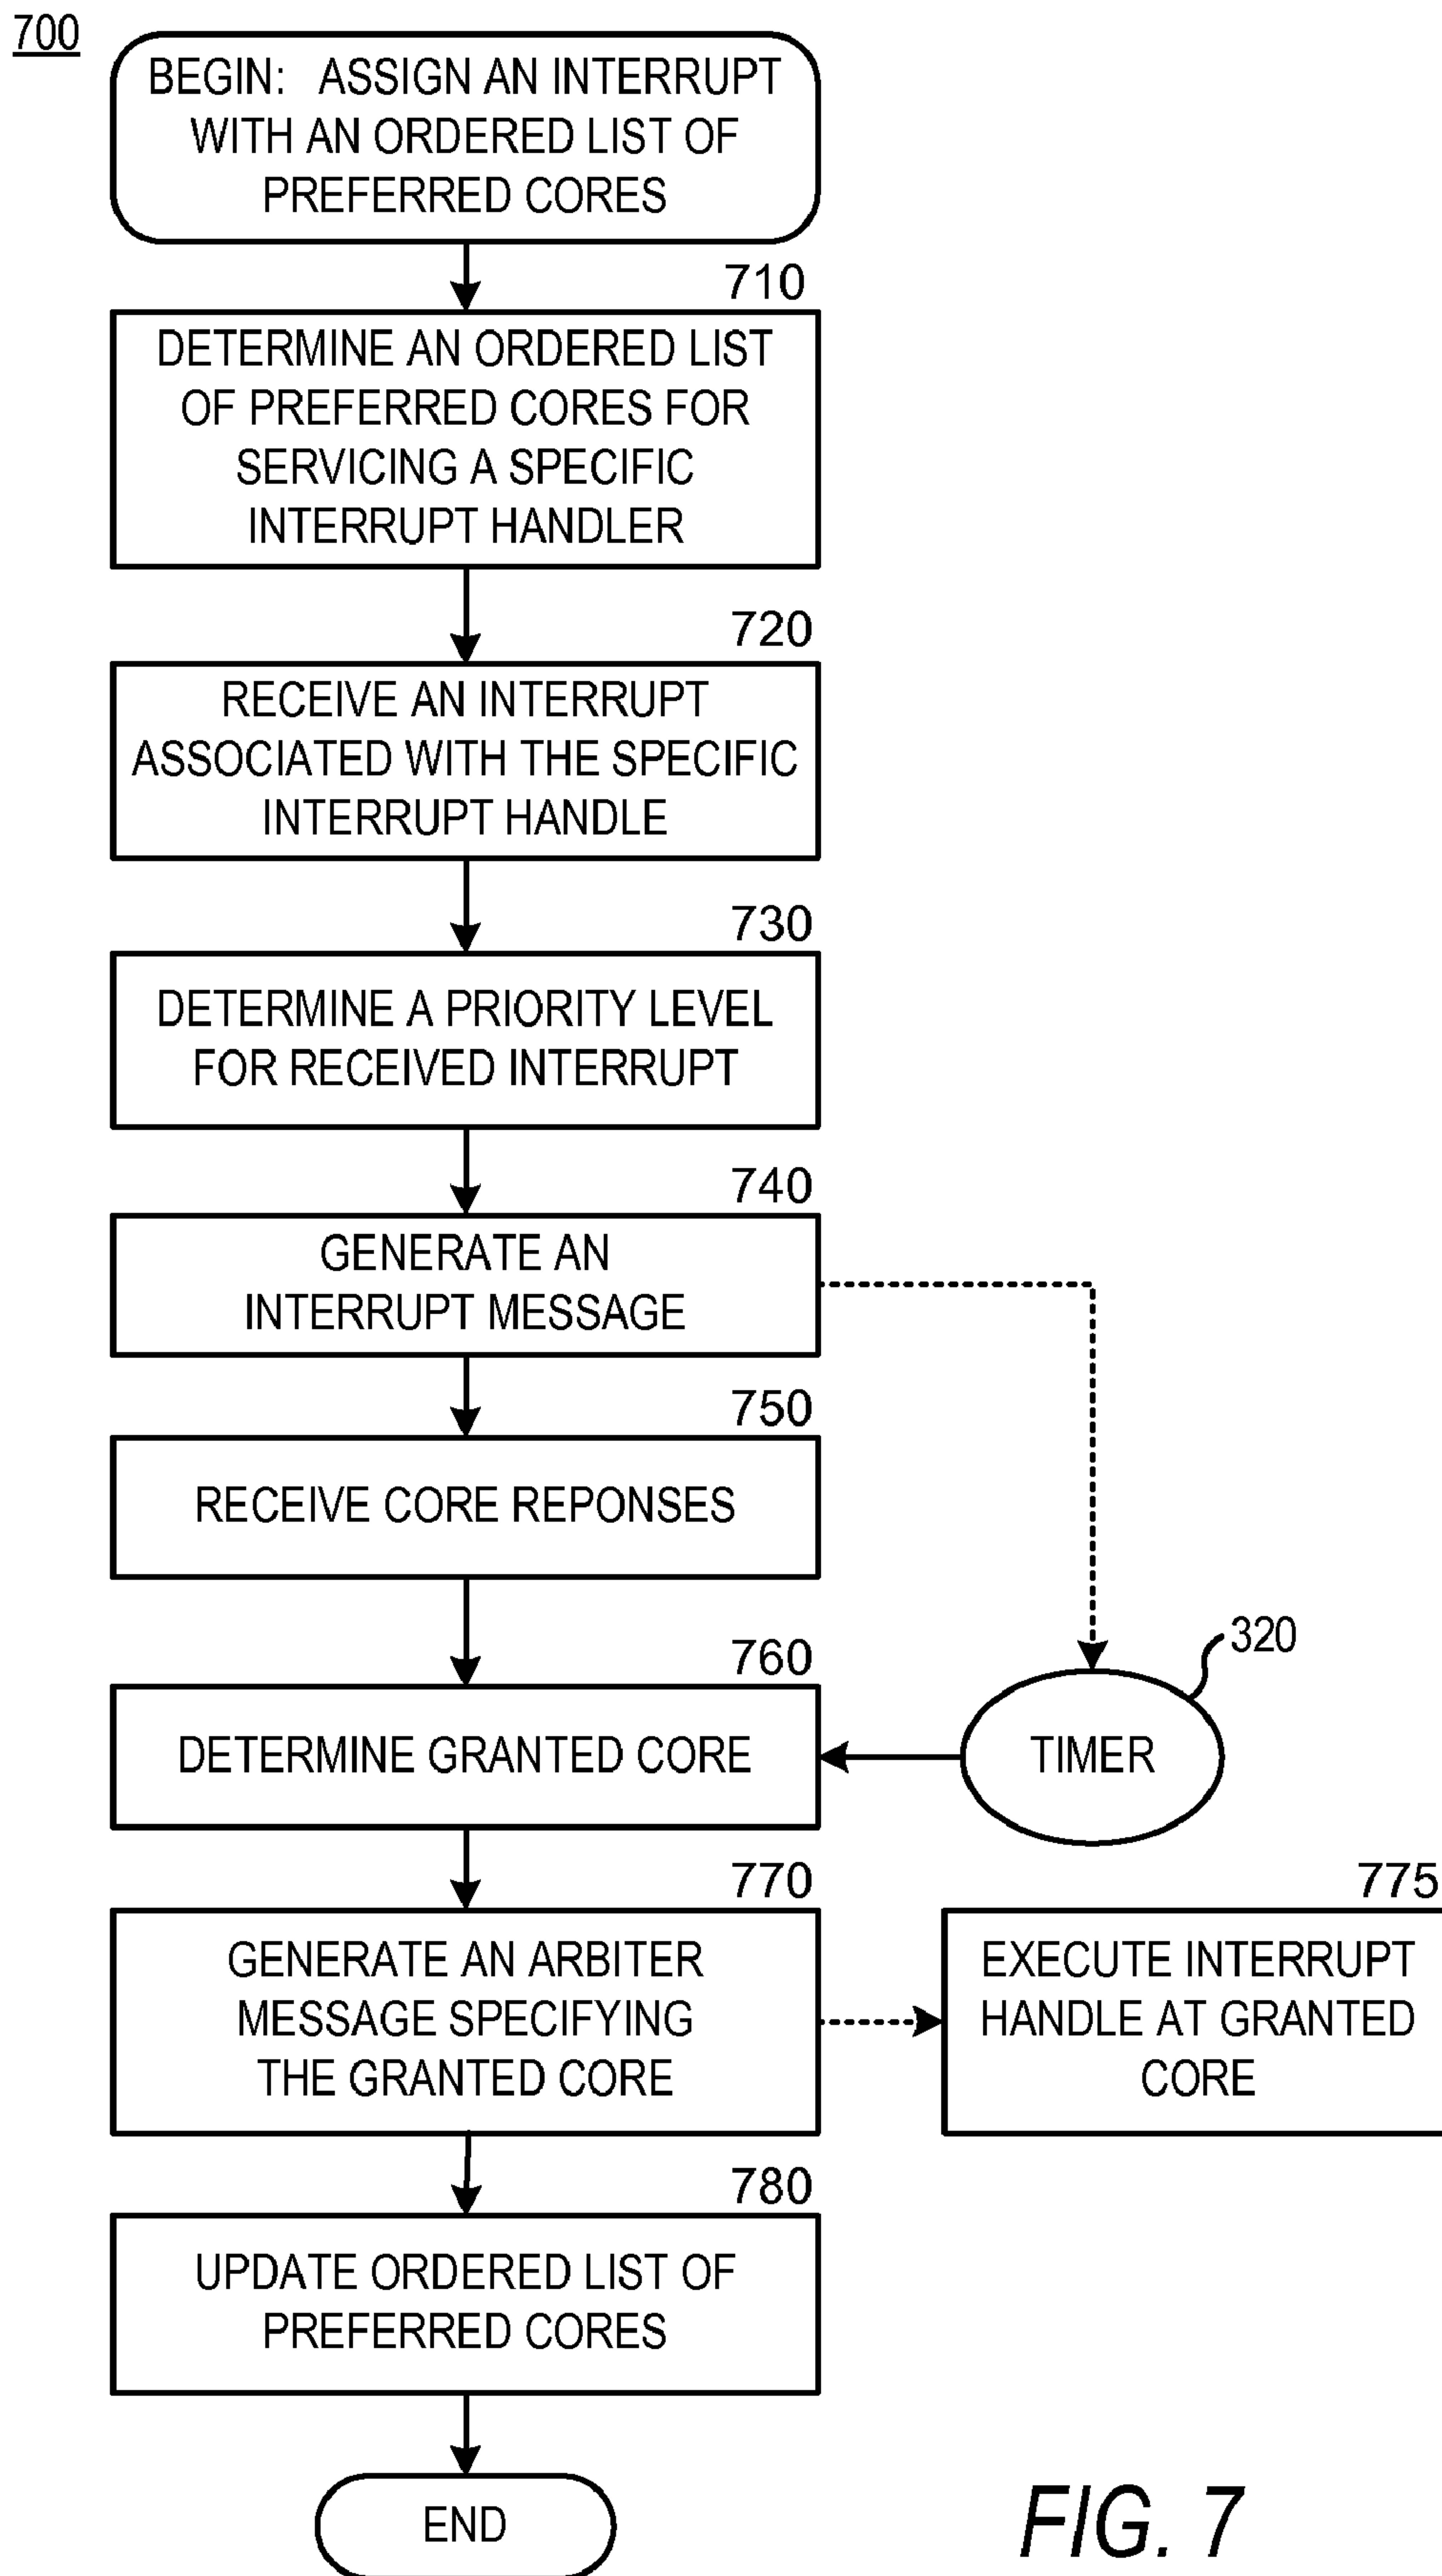 700
BEGIN: ASSIGN AN INTERRUPT
WITH AN ORDERED LIST OF
PREFERRED CORES
710
DETERMINE AN ORDERED LIST
OF PREFERRED CORES FOR
SERVICING A SPECIFIC
INTERRUPT HANDLER
720
RECEIVE AN INTERRUPT
ASSOCIATED WITH THE SPECIFIC
INTERRUPT HANDLE
730
DETERMINE A PRIORITY LEVEL
FOR RECEIVED INTERRUPT
740
GENERATE AN
INTERRUPT MESSAGE
750
RECEIVE CORE REPONSES
760
DETERMINE GRANTED CORE
320
TIMER
770
GENERATE AN ARBITER
MESSAGE SPECIFYING
THE GRANTED CORE
775
EXECUTE INTERRUPT
HANDLE AT GRANTED
CORE
780
UPDATE ORDERED LIST OF
PREFERRED CORES
END
FIG. 7